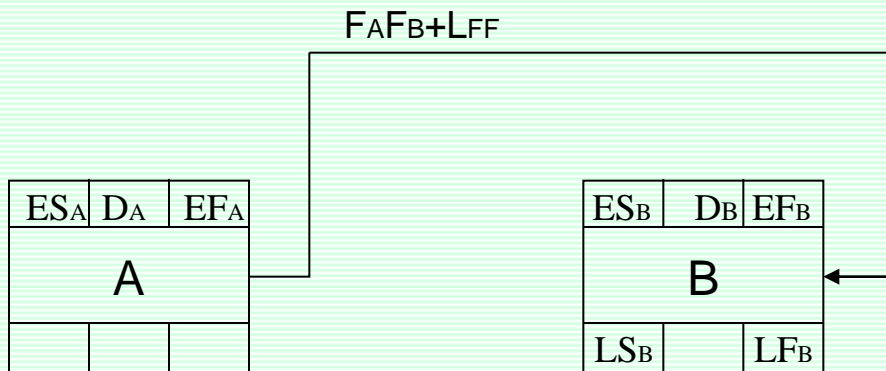 FAFB+LFF
ESA DA EFA
ESB DB EFB
A
B
LSB LFB